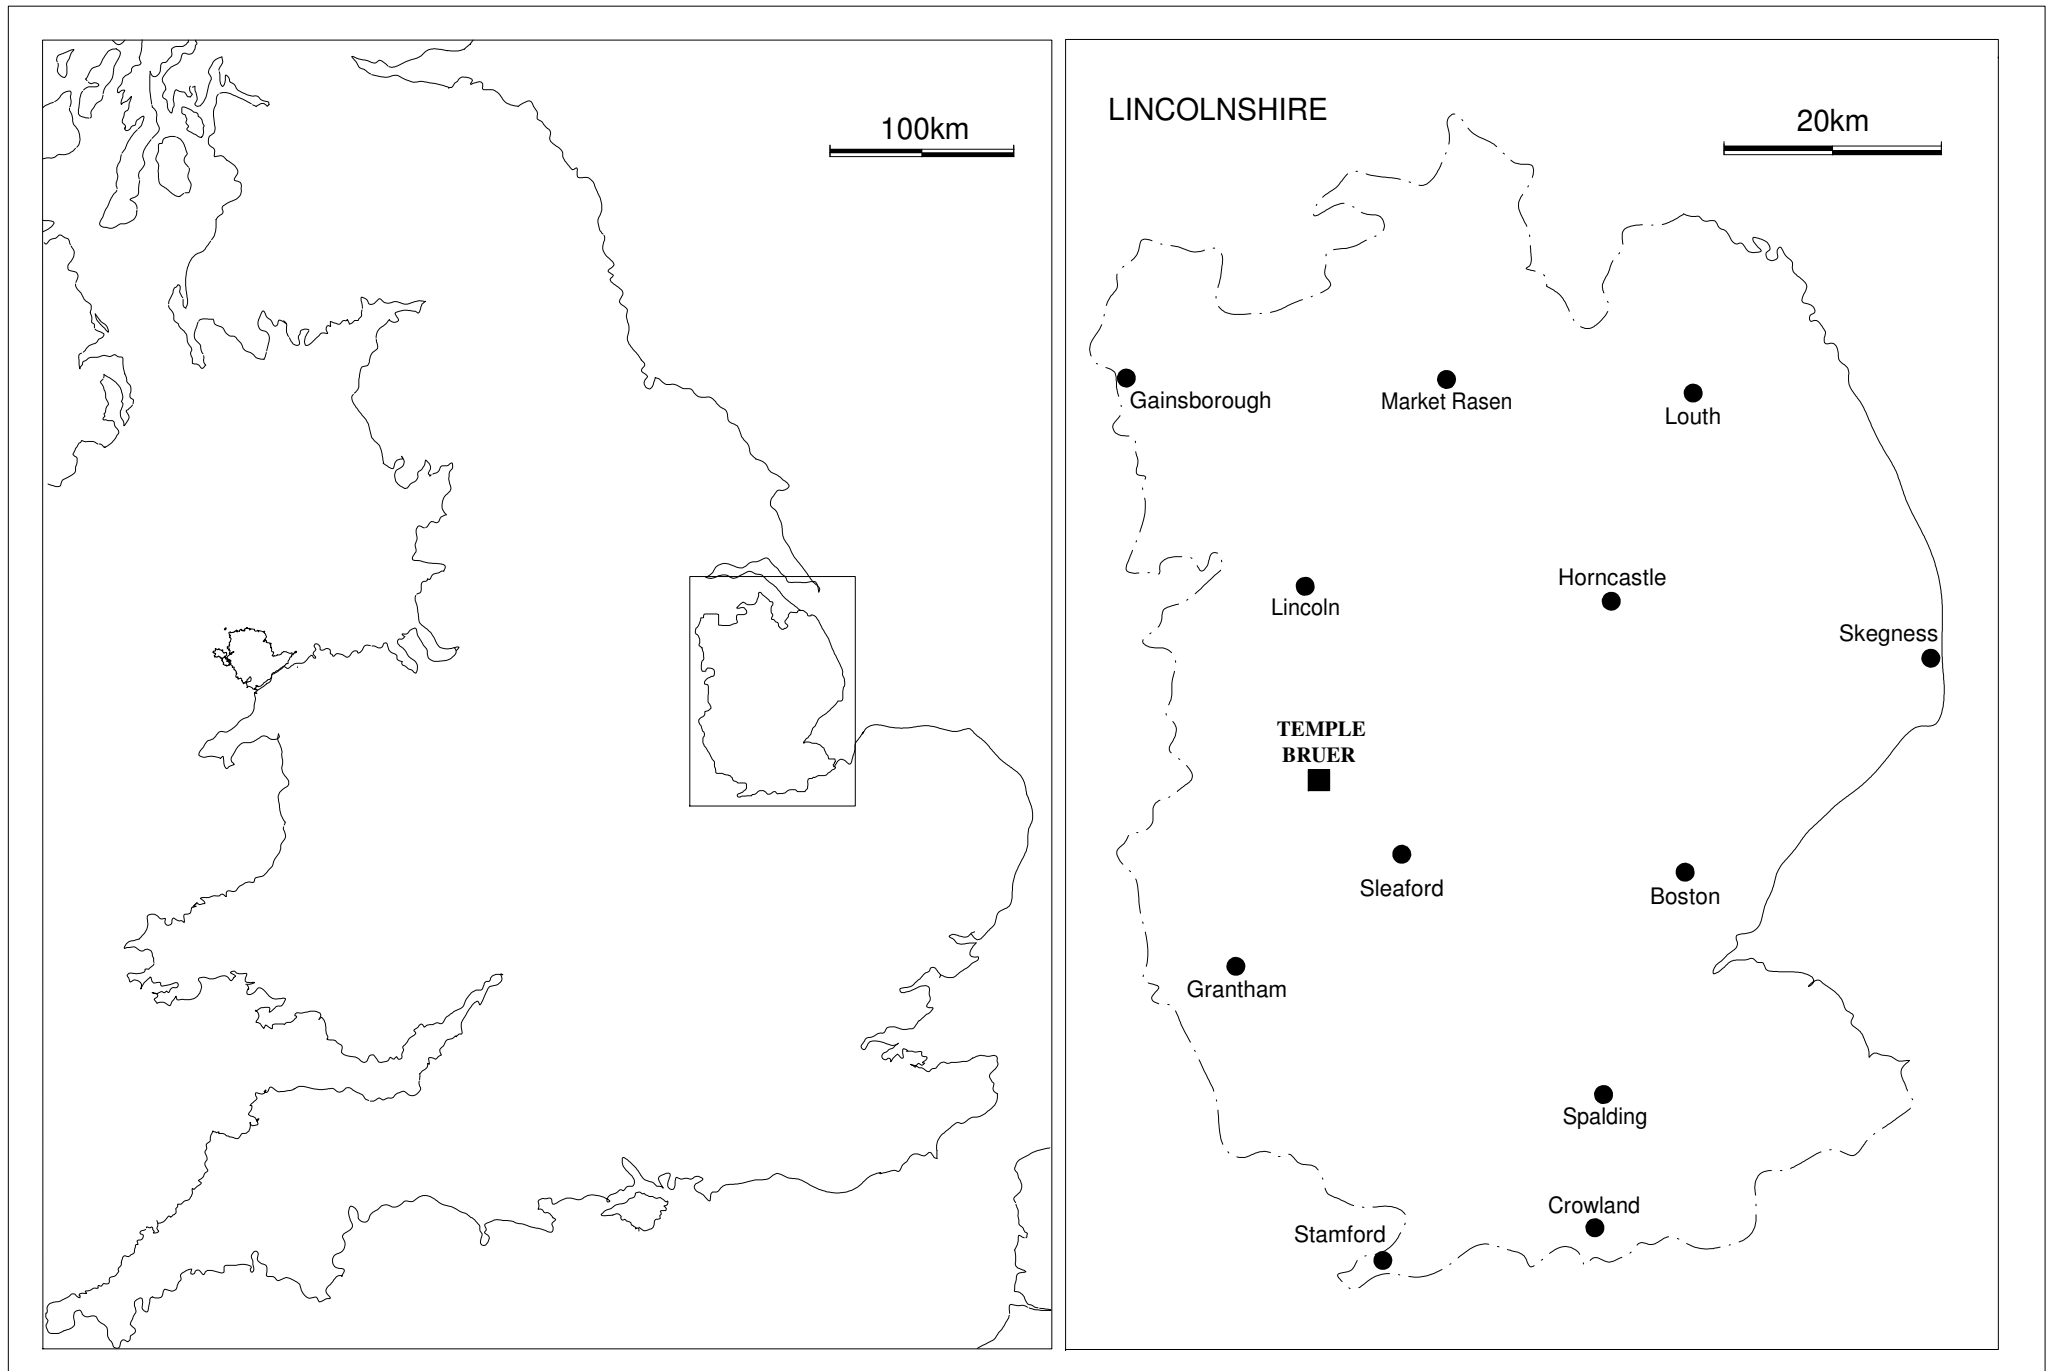 100km
LINCOLNSHIRE
20km
Gainsborough
Market Rasen
Louth
Horncastle
Lincoln
Skegness
TEMPLE
BRUER
Sleaford
Boston
Grantham
Spalding
Crowland
Stamford